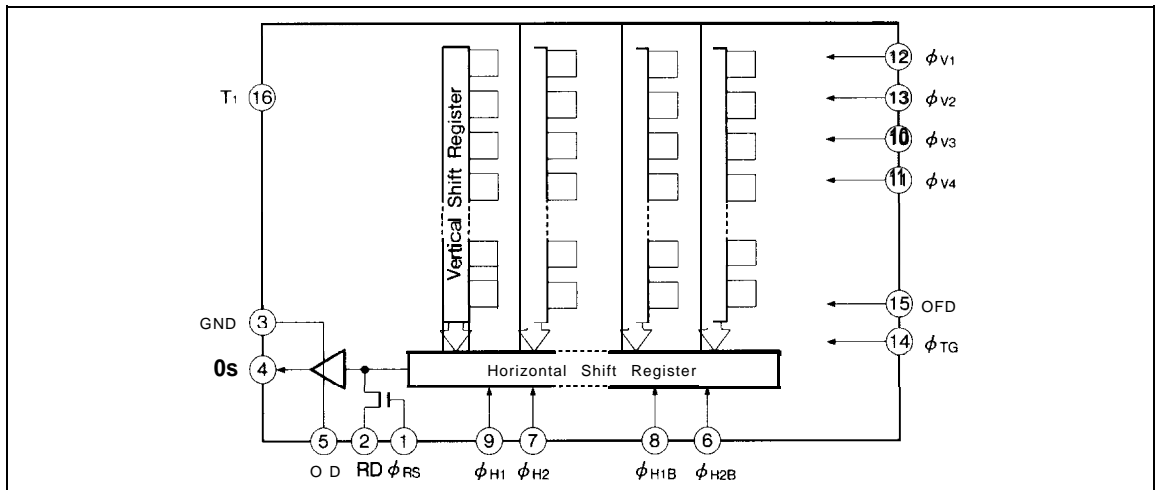 12 ϕV1
T1 16
13 ϕV2
10 ϕV3
11 ϕV4
Vertical Shift Register
15 OFD
GND 3
14 ϕTG
0s 4
Horizontal Shift Register
5 2 1 9 7 8 6
O D RD ϕRS ϕH1 ϕH2 ϕH1B ϕH2B